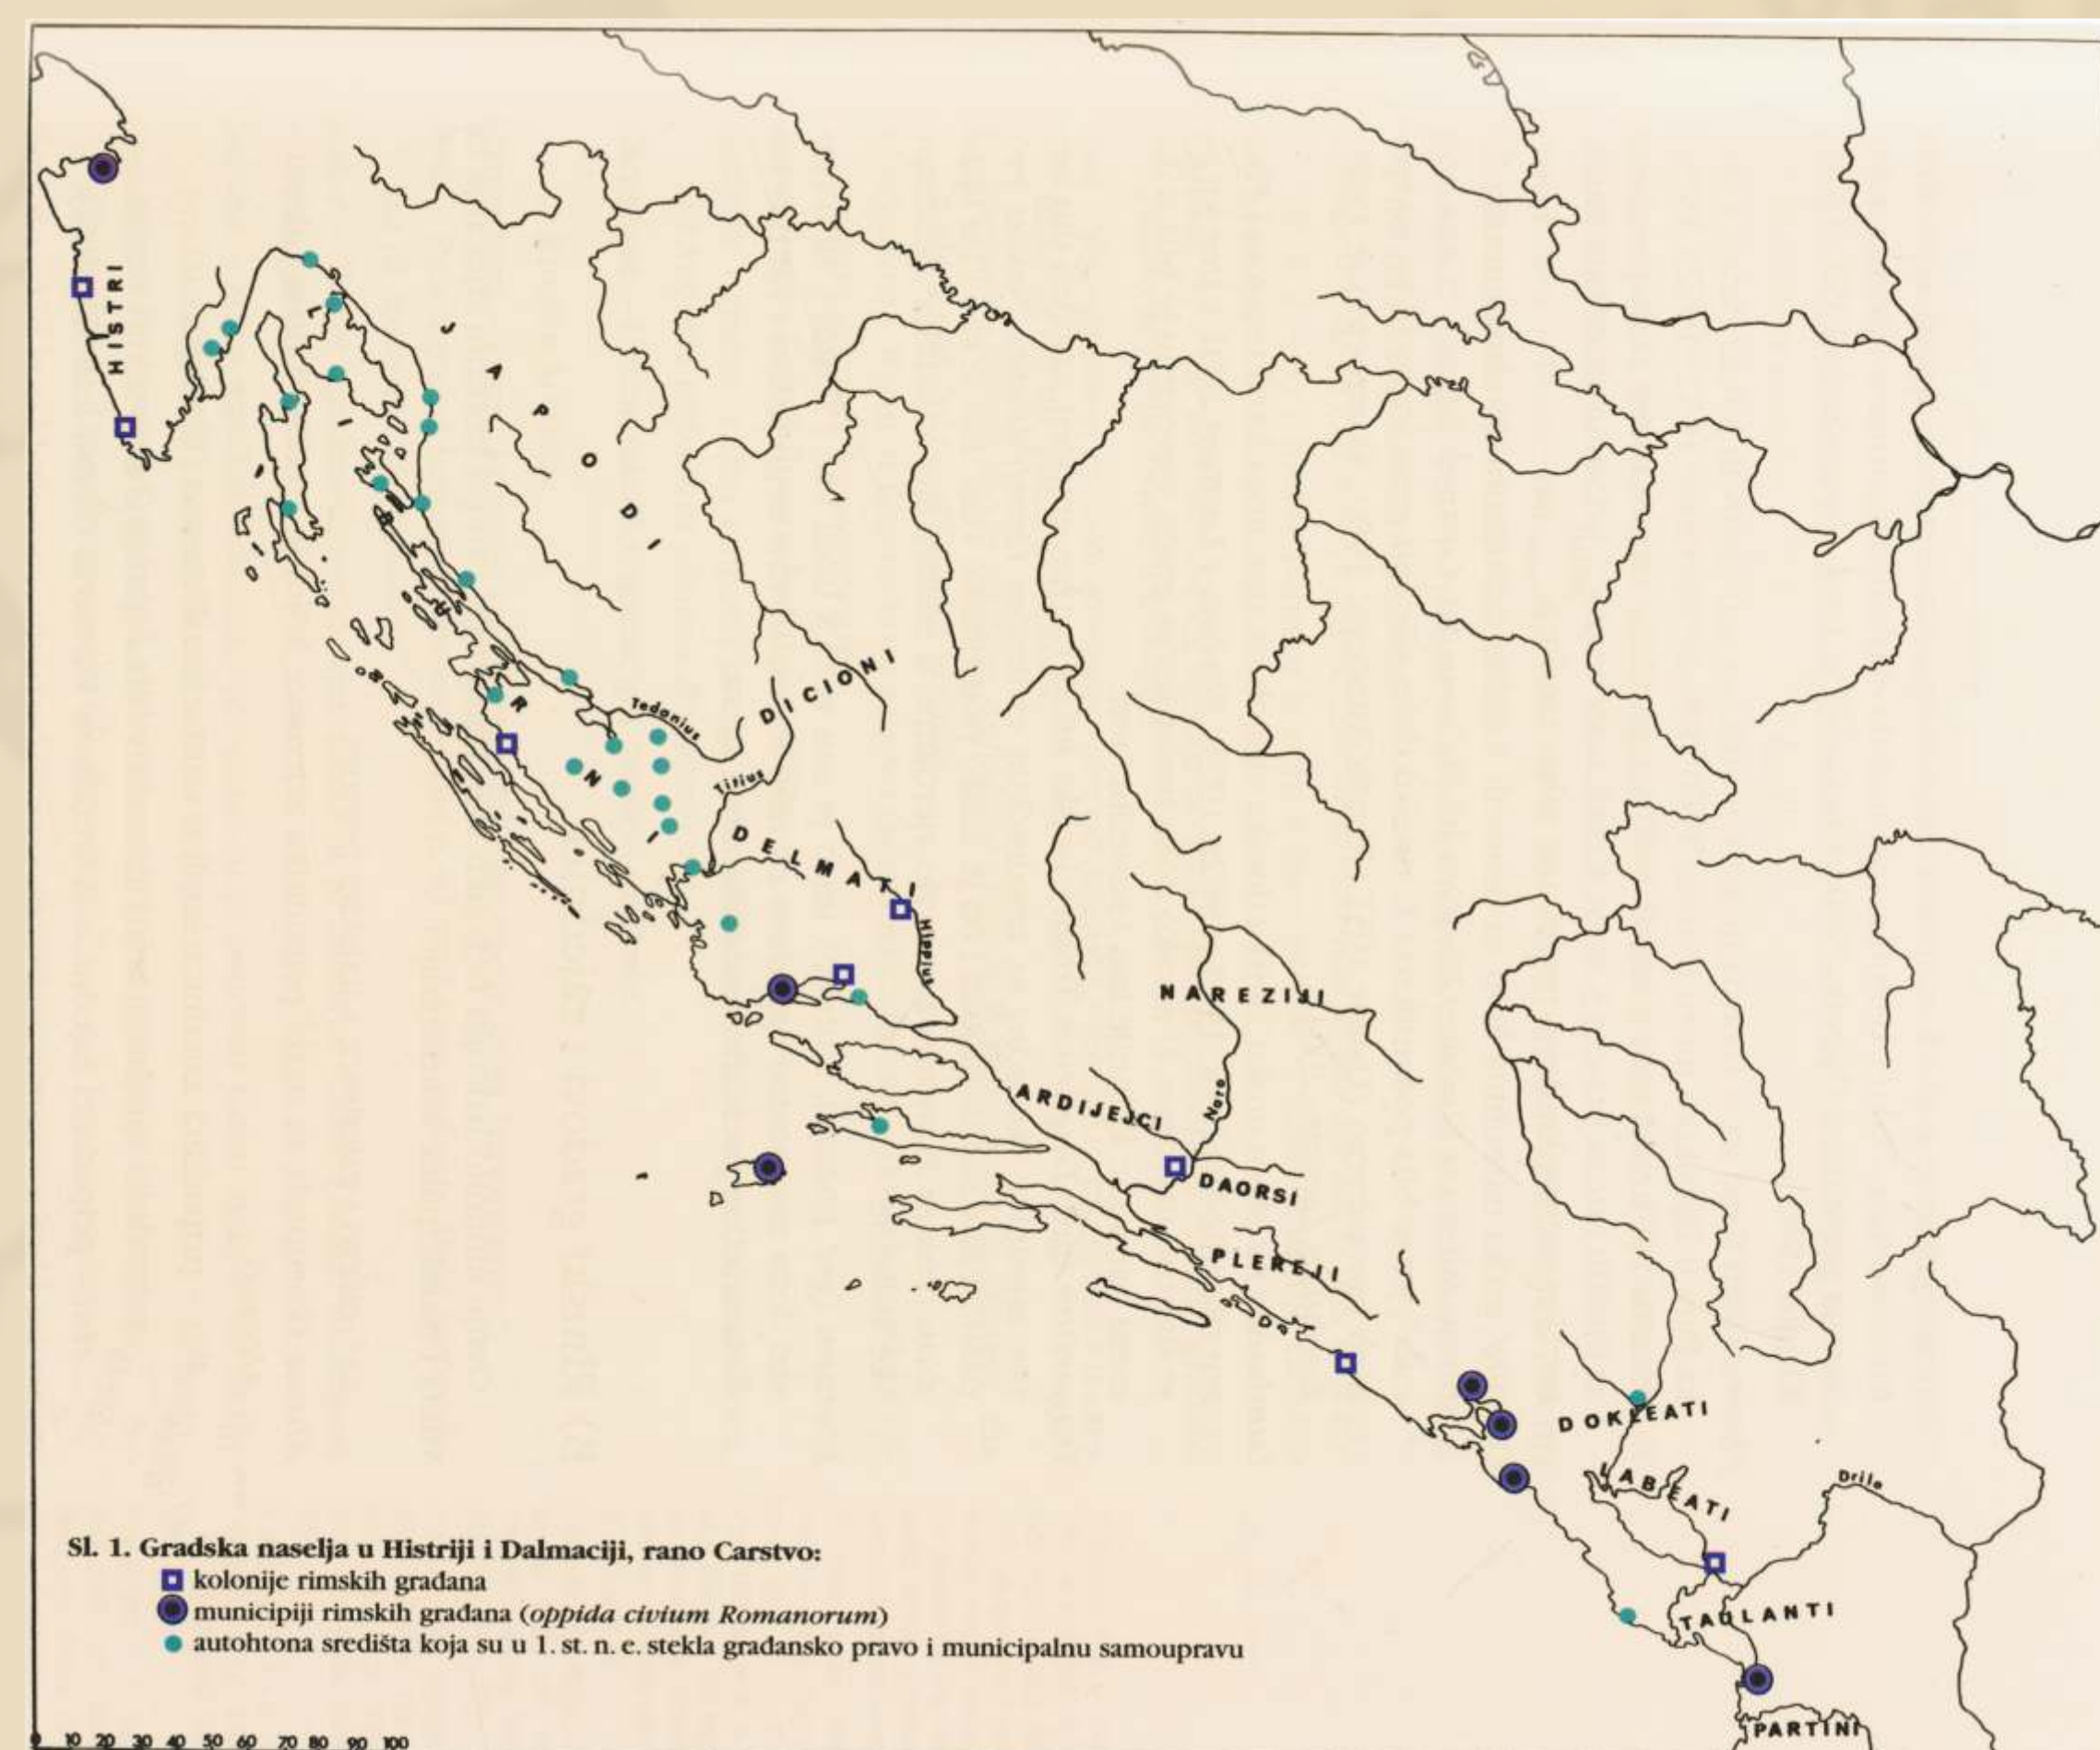 HISTRI
L
I
B
U
R
N
I
JAPODI
Tedanius
DICIONI
Titius
DELMATI
Hippius
NAREZIJI
ARDIJEJCI
Naro
DAORSI
PLEREJI
DOKLEATI
LABEATI
Drilo
TAULANTI
PARTINI
Sl. 1. Gradska naselja u Histriji i Dalmaciji, rano Carstvo:
kolonije rimskih građana
municipiji rimskih građana (oppida civium Romanorum)
autohtona središta koja su u 1. st. n. e. stekla građansko pravo i municipalnu samoupravu
0 10 20 30 40 50 60 70 80 90 100